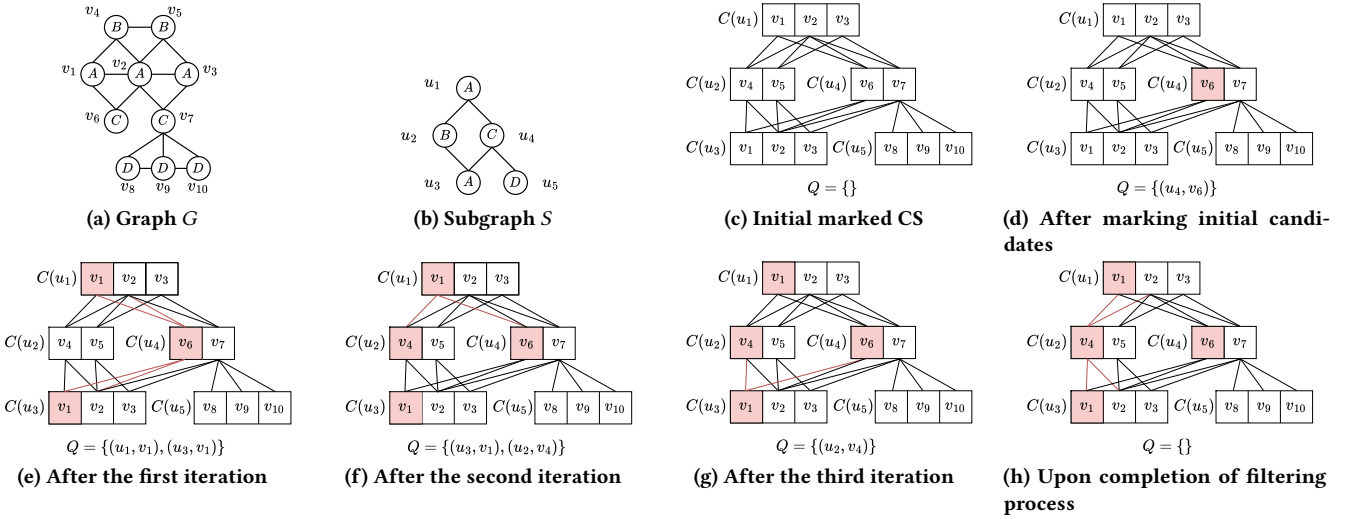 v4 v5
B B
v1 A v2 A A v3
v6 C C v7
D D D
v8 v9 v10
(a) Graph G
u1 A
u2 B C u4
u3 A D u5
(b) Subgraph S
C(u1) v1 v2 v3
C(u2) v4 v5 C(u4) v6 v7
C(u3) v1 v2 v3 C(u5) v8 v9 v10
Q = {}
(c) Initial marked CS
C(u1) v1 v2 v3
C(u2) v4 v5 C(u4) v6 v7
C(u3) v1 v2 v3 C(u5) v8 v9 v10
Q = {(u4, v6)}
(d) After marking initial candi-
dates
C(u1) v1 v2 v3
C(u2) v4 v5 C(u4) v6 v7
C(u3) v1 v2 v3 C(u5) v8 v9 v10
Q = {(u1, v1), (u3, v1)}
(e) After the first iteration
C(u1) v1 v2 v3
C(u2) v4 v5 C(u4) v6 v7
C(u3) v1 v2 v3 C(u5) v8 v9 v10
Q = {(u3, v1), (u2, v4)}
(f) After the second iteration
C(u1) v1 v2 v3
C(u2) v4 v5 C(u4) v6 v7
C(u3) v1 v2 v3 C(u5) v8 v9 v10
Q = {(u2, v4)}
(g) After the third iteration
C(u1) v1 v2 v3
C(u2) v4 v5 C(u4) v6 v7
C(u3) v1 v2 v3 C(u5) v8 v9 v10
Q = {}
(h) Upon completion of filtering
process